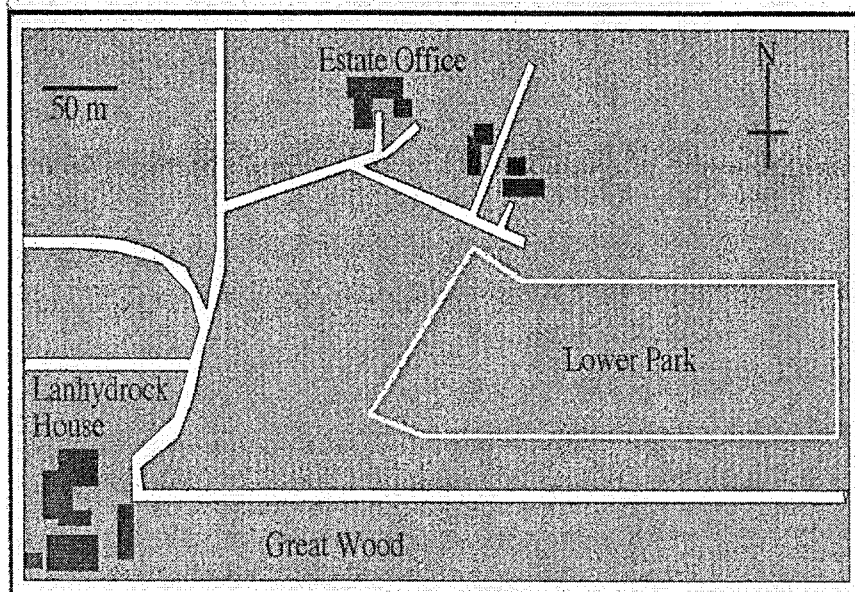 Estate Office
N
50 m
Lower Park
Lanhydrock
House
Great Wood